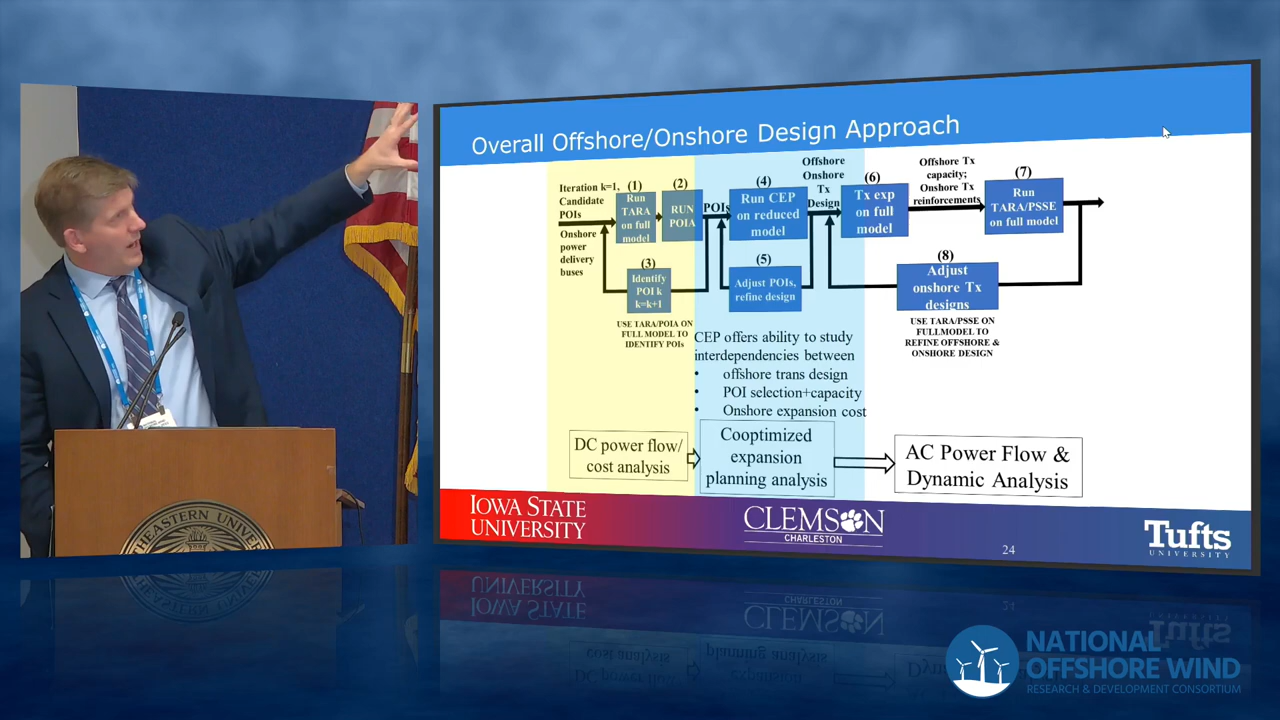 Overall Offshore/Onshore Design Approach
Iteration k=1,
Candidate
POIs
Onshore
power
delivery
buses
(1)
Run
TARA
on full
model
(2)
RUN
POIA
(3)
Identify
POI k
k=k+1
USE TARA/POIA ON
FULL MODEL TO
IDENTIFY POIs
POIs
(4)
Run CEP
on reduced
model
(5)
Adjust POIs,
refine design
Offshore
Onshore
Tx
Design
(6)
Tx exp
on full
model
Offshore Tx
capacity;
Onshore Tx
reinforcements
(7)
Run
TARA/PSSE
on full model
(8)
Adjust
onshore Tx
designs
USE TARA/PSSE ON
FULLMODEL TO
REFINE OFFSHORE &
ONSHORE DESIGN
CEP offers ability to study
interdependencies between
• offshore trans design
• POI selection+capacity
• Onshore expansion cost
DC power flow/
cost analysis
Cooptimized
expansion
planning analysis
AC Power Flow &
Dynamic Analysis
IOWA STATE
UNIVERSITY
CLEMSON
CHARLESTON
24
Tufts
UNIVERSITY
NATIONAL
OFFSHORE WIND
RESEARCH & DEVELOPMENT CONSORTIUM